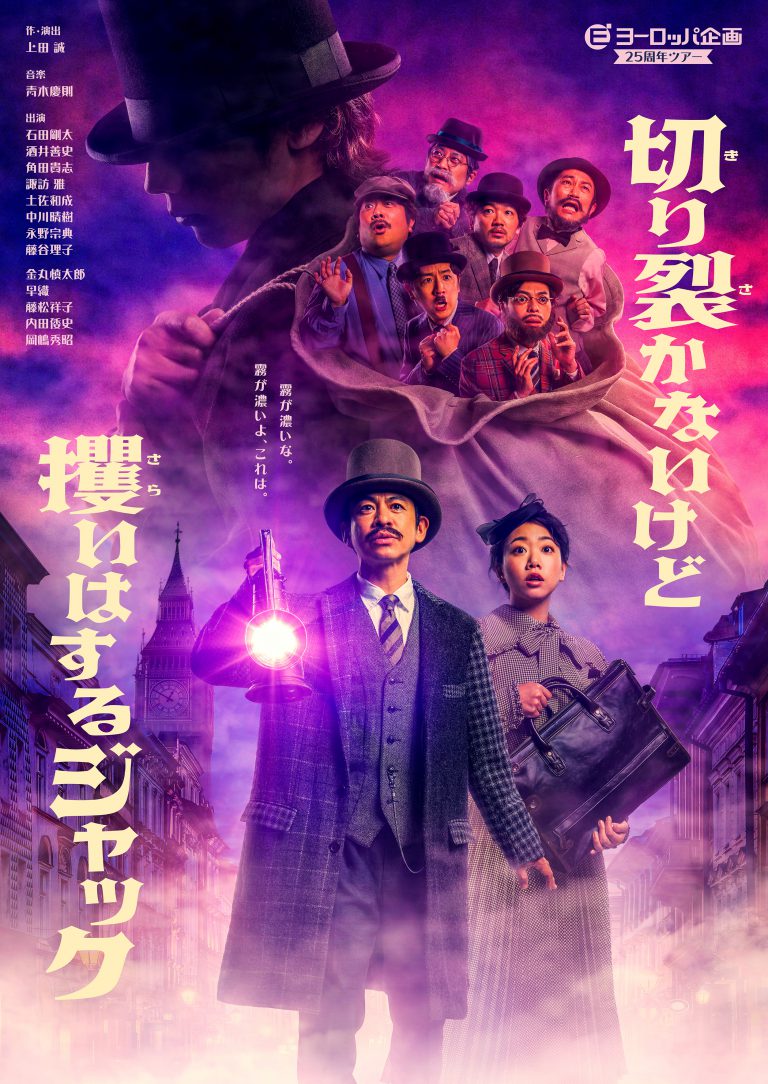 作・演出
上田 誠
音楽
青木慶則
出演
石田剛太
酒井善史
角田貴志
諏訪 雅
土佐和成
中川晴樹
永野宗典
藤谷理子
金丸慎太郎
早織
藤松祥子
内田倭史
岡嶋秀昭
ヨーロッパ企画
25周年ツアー
切り裂かないけど
き
さ
攫いはするジャック
さら
霧が濃いな。
霧が濃いよ、これは。